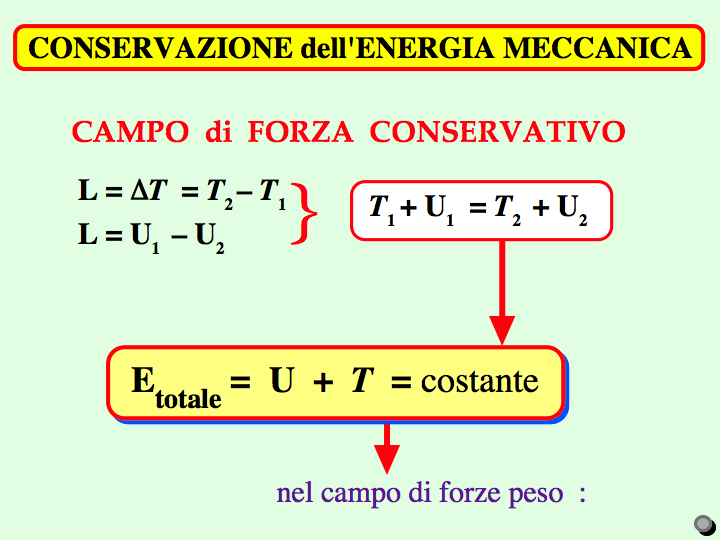 CONSERVAZIONE dell'ENERGIA MECCANICA
CAMPO di FORZA CONSERVATIVO
L = ΔT = T₂ – T₁
L = U₁ – U₂
}
T₁ + U₁ = T₂ + U₂
E_totale = U + T = costante
nel campo di forze peso :